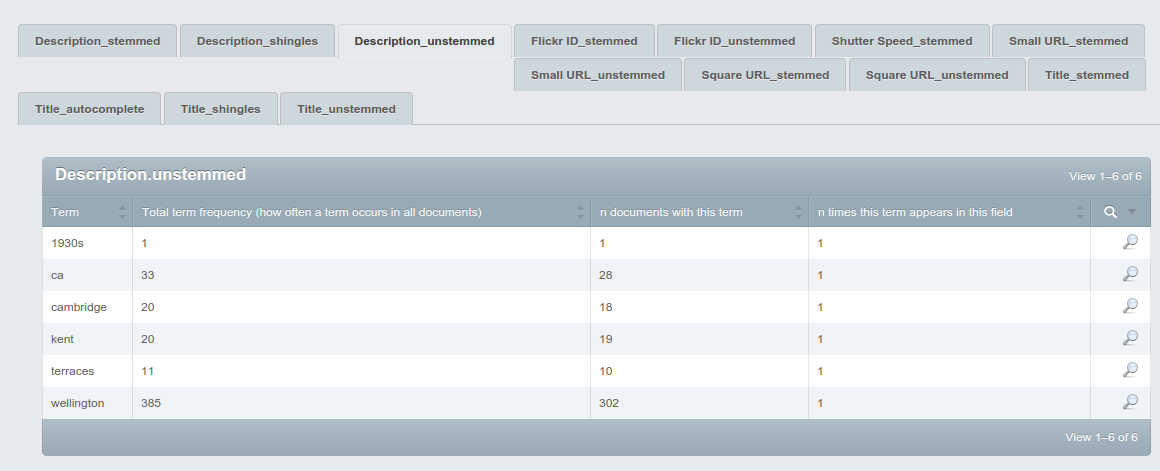 Description_stemmed Description_shingles Description_unstemmed Flickr ID_stemmed Flickr ID_unstemmed Shutter Speed_stemmed Small URL_stemmed
Small URL_unstemmed Square URL_stemmed Square URL_unstemmed Title_stemmed
Title_autocomplete Title_shingles Title_unstemmed
Description.unstemmed View 1–6 of 6
Term Total term frequency (how often a term occurs in all documents) n documents with this term n times this term appears in this field
1930s 1 1 1
ca 33 28 1
cambridge 20 18 1
kent 20 19 1
terraces 11 10 1
wellington 385 302 1
View 1–6 of 6